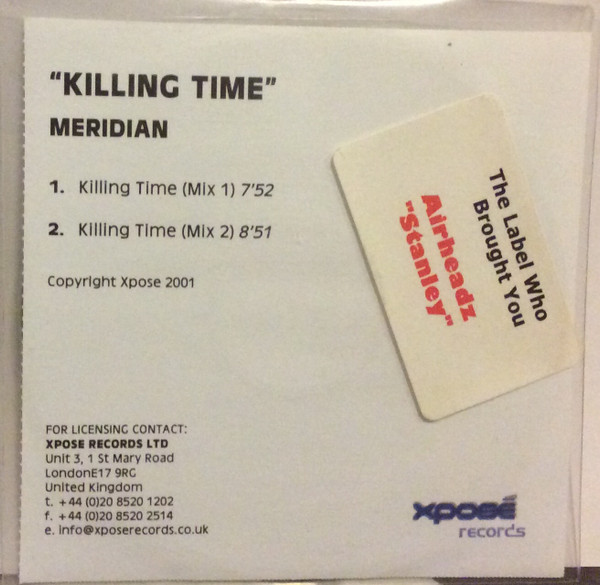 “KILLING TIME”
MERIDIAN
1. Killing Time (Mix 1) 7'52
2. Killing Time (Mix 2) 8'51
Copyright Xpose 2001
The Label Who
Brought You
Airheadz
"Stanley"
FOR LICENSING CONTACT:
XPOSE RECORDS LTD
Unit 3, 1 St Mary Road
LondonE17 9RG
United Kingdom
t. +44 (0)20 8520 1202
f. +44 (0)20 8520 2514
e. info@xposerecords.co.uk
xposé
records